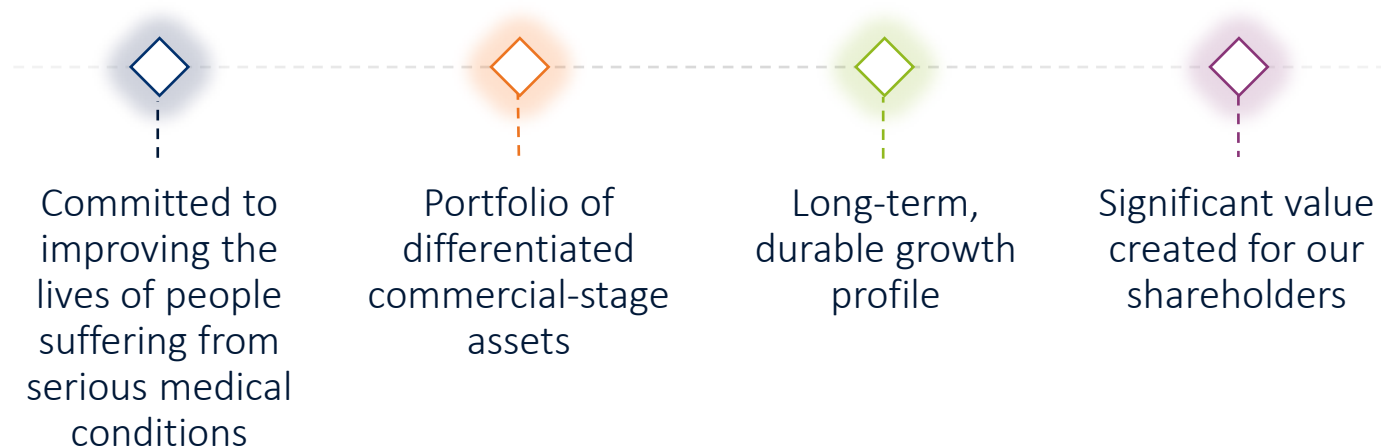 Committed to
improving the
lives of people
suffering from
serious medical
conditions
Portfolio of
differentiated
commercial-stage
assets
Long-term,
durable growth
profile
Significant value
created for our
shareholders